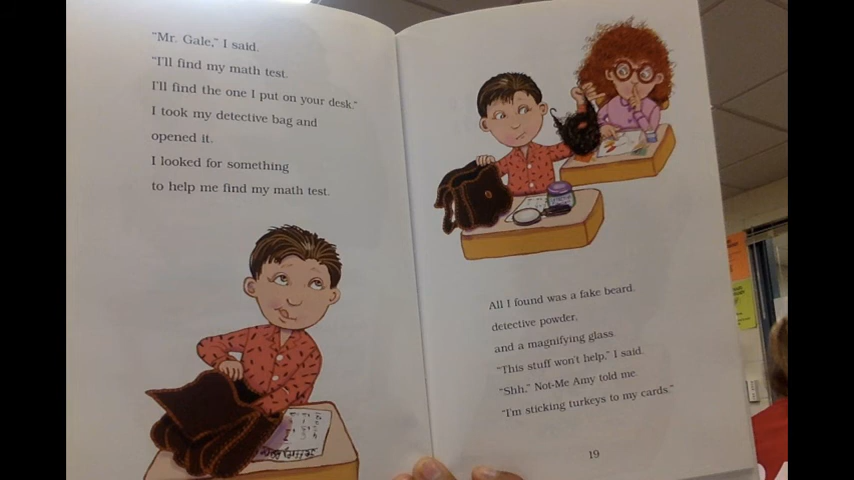 "Mr. Gale," I said.
"I'll find my math test.
I'll find the one I put on your desk."
I took my detective bag and
opened it.
I looked for something
to help me find my math test.
All I found was a fake beard,
detective powder,
and a magnifying glass.
"This stuff won't help," I said.
"Shh," Not-Me Amy told me.
"I'm sticking turkeys to my cards."
19